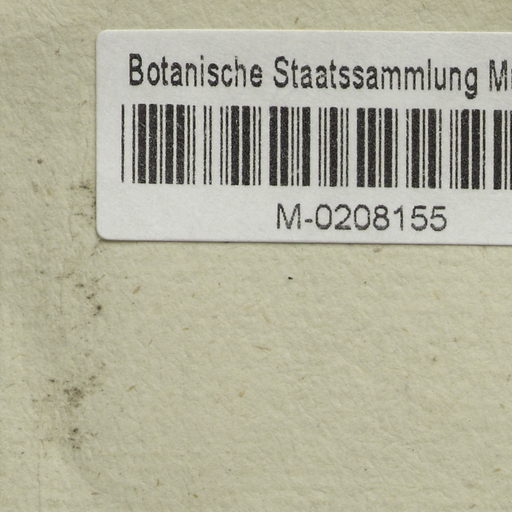 Botanische Staatssammlung
M-0208155